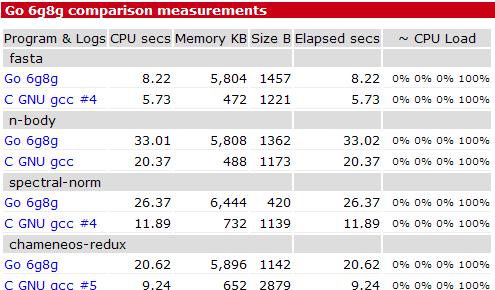 Go 6g8g comparison measurements
Program & Logs CPU secs Memory KB Size B Elapsed secs ~ CPU Load
fasta
Go 6g8g 8.22 5,804 1457 8.22 0% 0% 0% 100%
C GNU gcc #4 5.73 472 1221 5.73 0% 0% 0% 100%
n-body
Go 6g8g 33.01 5,808 1362 33.02 0% 0% 0% 100%
C GNU gcc 20.37 488 1173 20.37 0% 0% 0% 100%
spectral-norm
Go 6g8g 26.37 6,444 420 26.37 0% 0% 0% 100%
C GNU gcc #4 11.89 732 1139 11.89 0% 0% 0% 100%
chameneos-redux
Go 6g8g 20.62 5,896 1142 20.62 0% 0% 0% 100%
C GNU gcc #5 9.24 652 2879 9.24 0% 0% 0% 100%